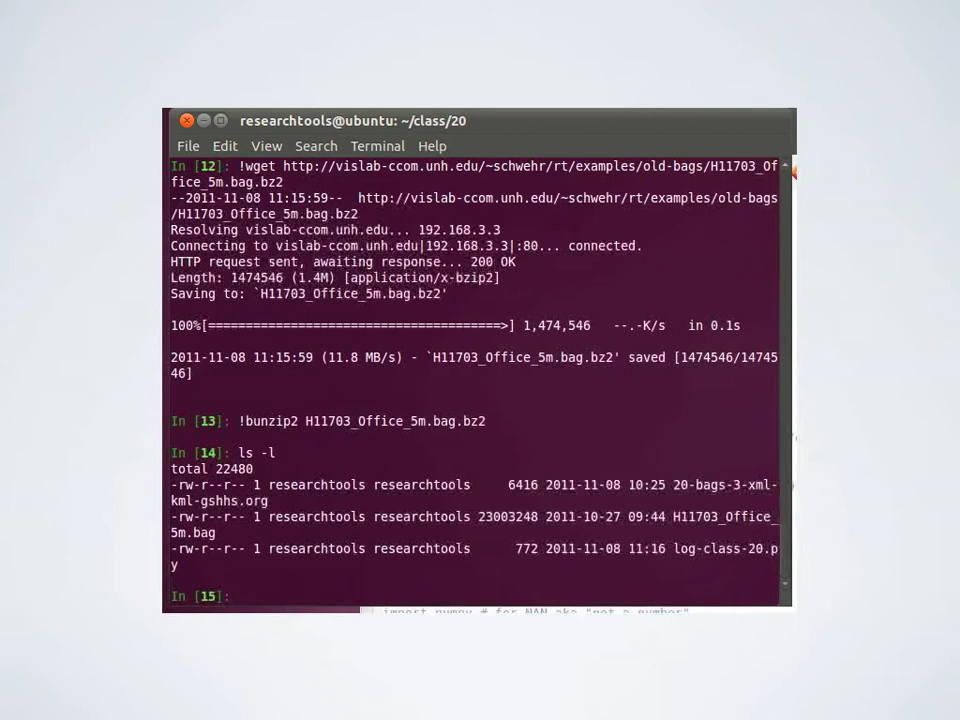 researchtools@ubuntu: ~/class/20
File Edit View Search Terminal Help
In [12]: !wget http://vislab-ccom.unh.edu/~schwehr/rt/examples/old-bags/H11703_Of
fice_5m.bag.bz2
--2011-11-08 11:15:59-- http://vislab-ccom.unh.edu/~schwehr/rt/examples/old-bags
/H11703_Office_5m.bag.bz2
Resolving vislab-ccom.unh.edu... 192.168.3.3
Connecting to vislab-ccom.unh.edu|192.168.3.3|:80... connected.
HTTP request sent, awaiting response... 200 OK
Length: 1474546 (1.4M) [application/x-bzip2]
Saving to: `H11703_Office_5m.bag.bz2'
100%[=======================================>] 1,474,546 --.-K/s in 0.1s
2011-11-08 11:15:59 (11.8 MB/s) - `H11703_Office_5m.bag.bz2' saved [1474546/14745
46]
In [13]: !bunzip2 H11703_Office_5m.bag.bz2
In [14]: ls -l
total 22480
-rw-r--r-- 1 researchtools researchtools 6416 2011-11-08 10:25 20-bags-3-xml-
kml-gshhs.org
-rw-r--r-- 1 researchtools researchtools 23003248 2011-10-27 09:44 H11703_Office_
5m.bag
-rw-r--r-- 1 researchtools researchtools 772 2011-11-08 11:16 log-class-20.p
y
In [15]:
import numpy # for NAN aka "not a number"